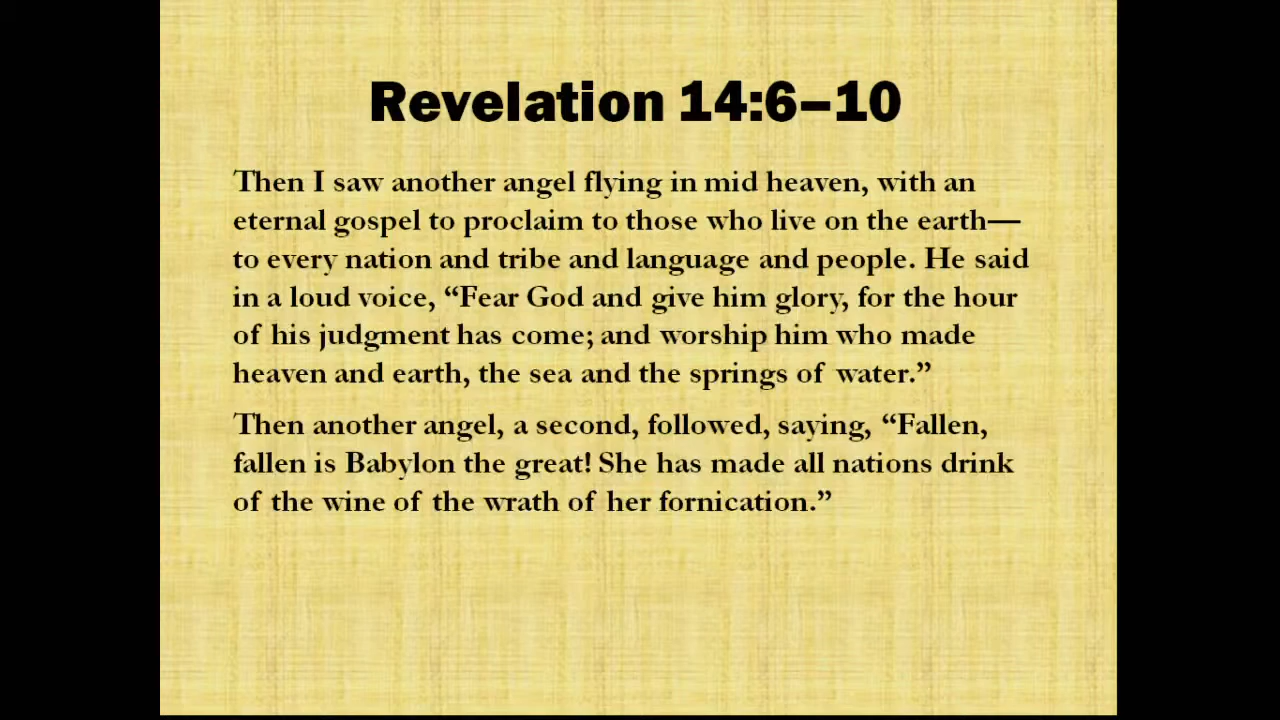 Revelation 14:6–10
Then I saw another angel flying in mid heaven, with an
eternal gospel to proclaim to those who live on the earth—
to every nation and tribe and language and people. He said
in a loud voice, “Fear God and give him glory, for the hour
of his judgment has come; and worship him who made
heaven and earth, the sea and the springs of water.”
Then another angel, a second, followed, saying, “Fallen,
fallen is Babylon the great! She has made all nations drink
of the wine of the wrath of her fornication.”